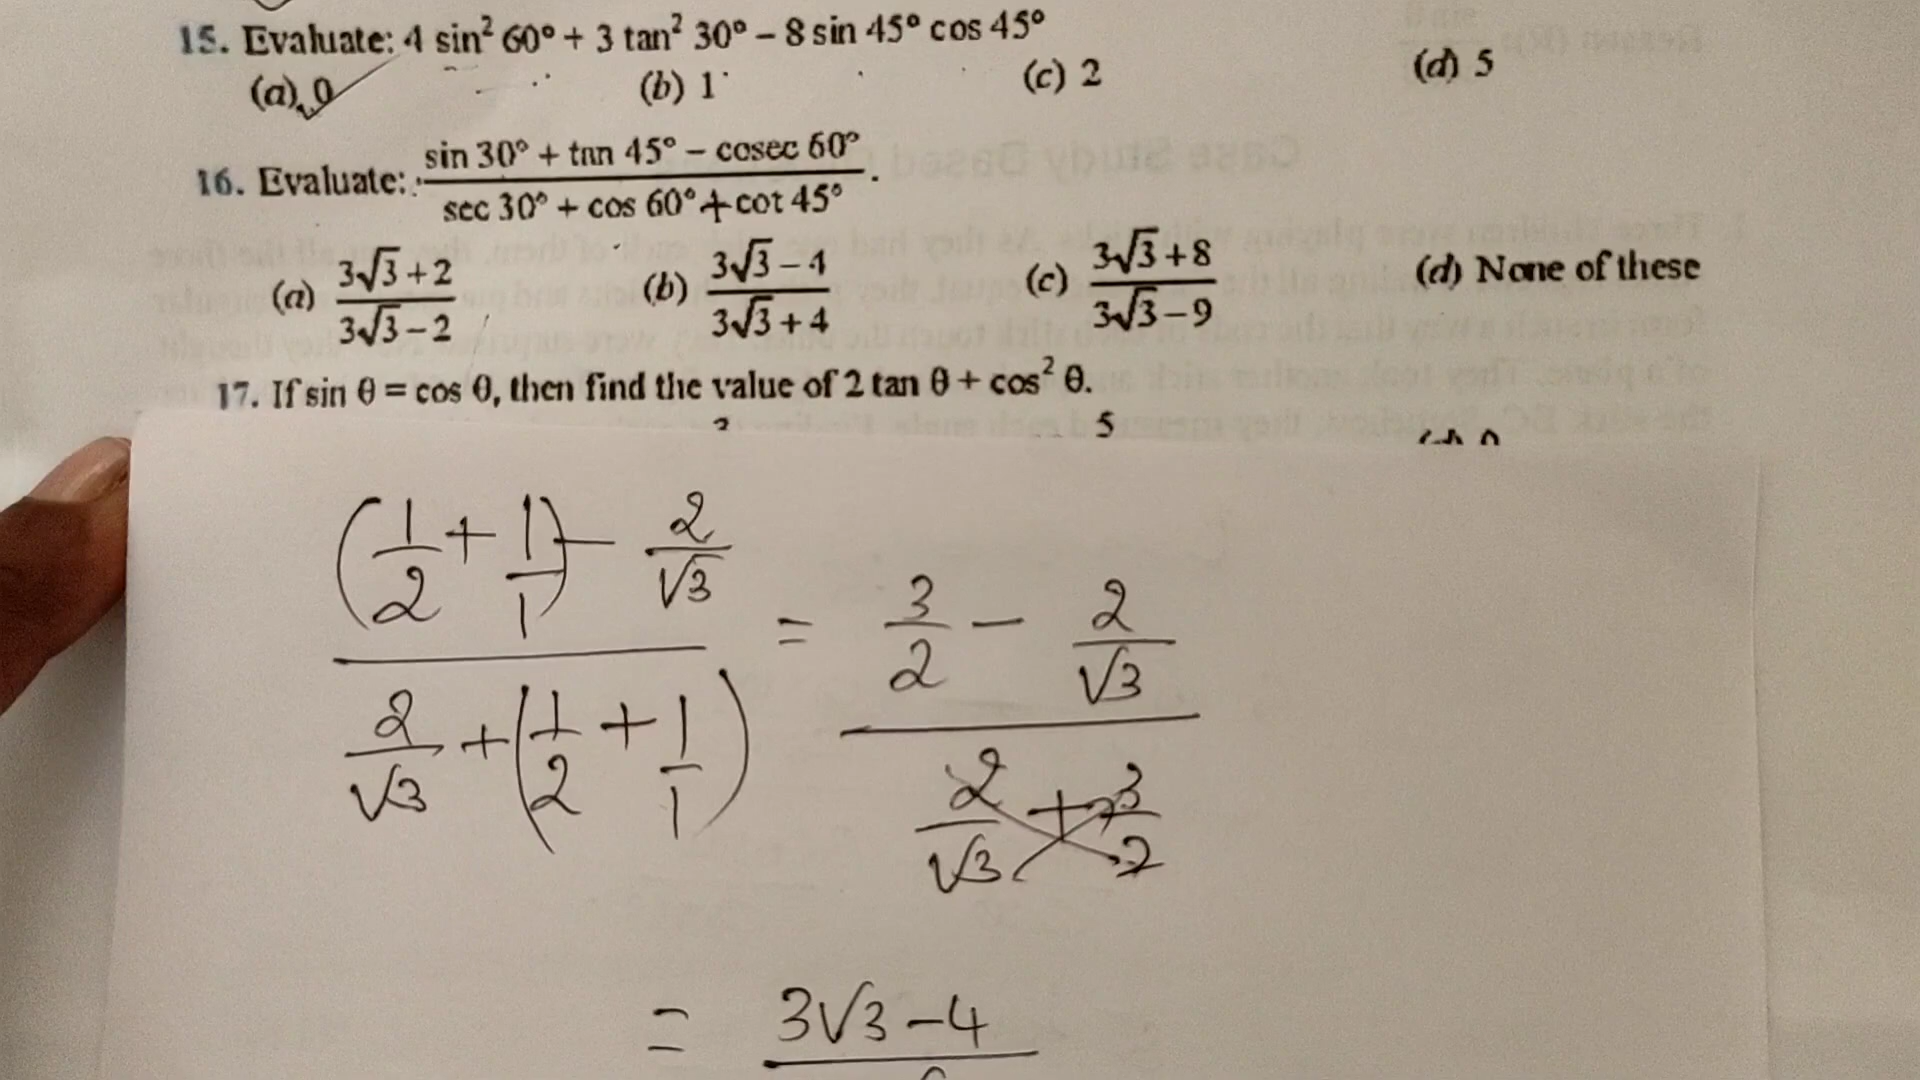 15. Evaluate: 4 sin² 60° + 3 tan² 30° – 8 sin 45° cos 45°
(a) 0 (b) 1 (c) 2 (d) 5
16. Evaluate: (sin 30° + tan 45° – cosec 60°) / (sec 30° + cos 60° + cot 45°).
(a) (3√3 + 2) / (3√3 – 2) (b) (3√3 – 4) / (3√3 + 4) (c) (3√3 + 8) / (3√3 – 9) (d) None of these
17. If sin θ = cos θ, then find the value of 2 tan θ + cos² θ.
5
((1/2 + 1/1) – 2/√3) / (2/√3 + (1/2 + 1/1)) = (3/2 – 2/√3) / (2/√3 + 3/2)
= 3√3 – 4